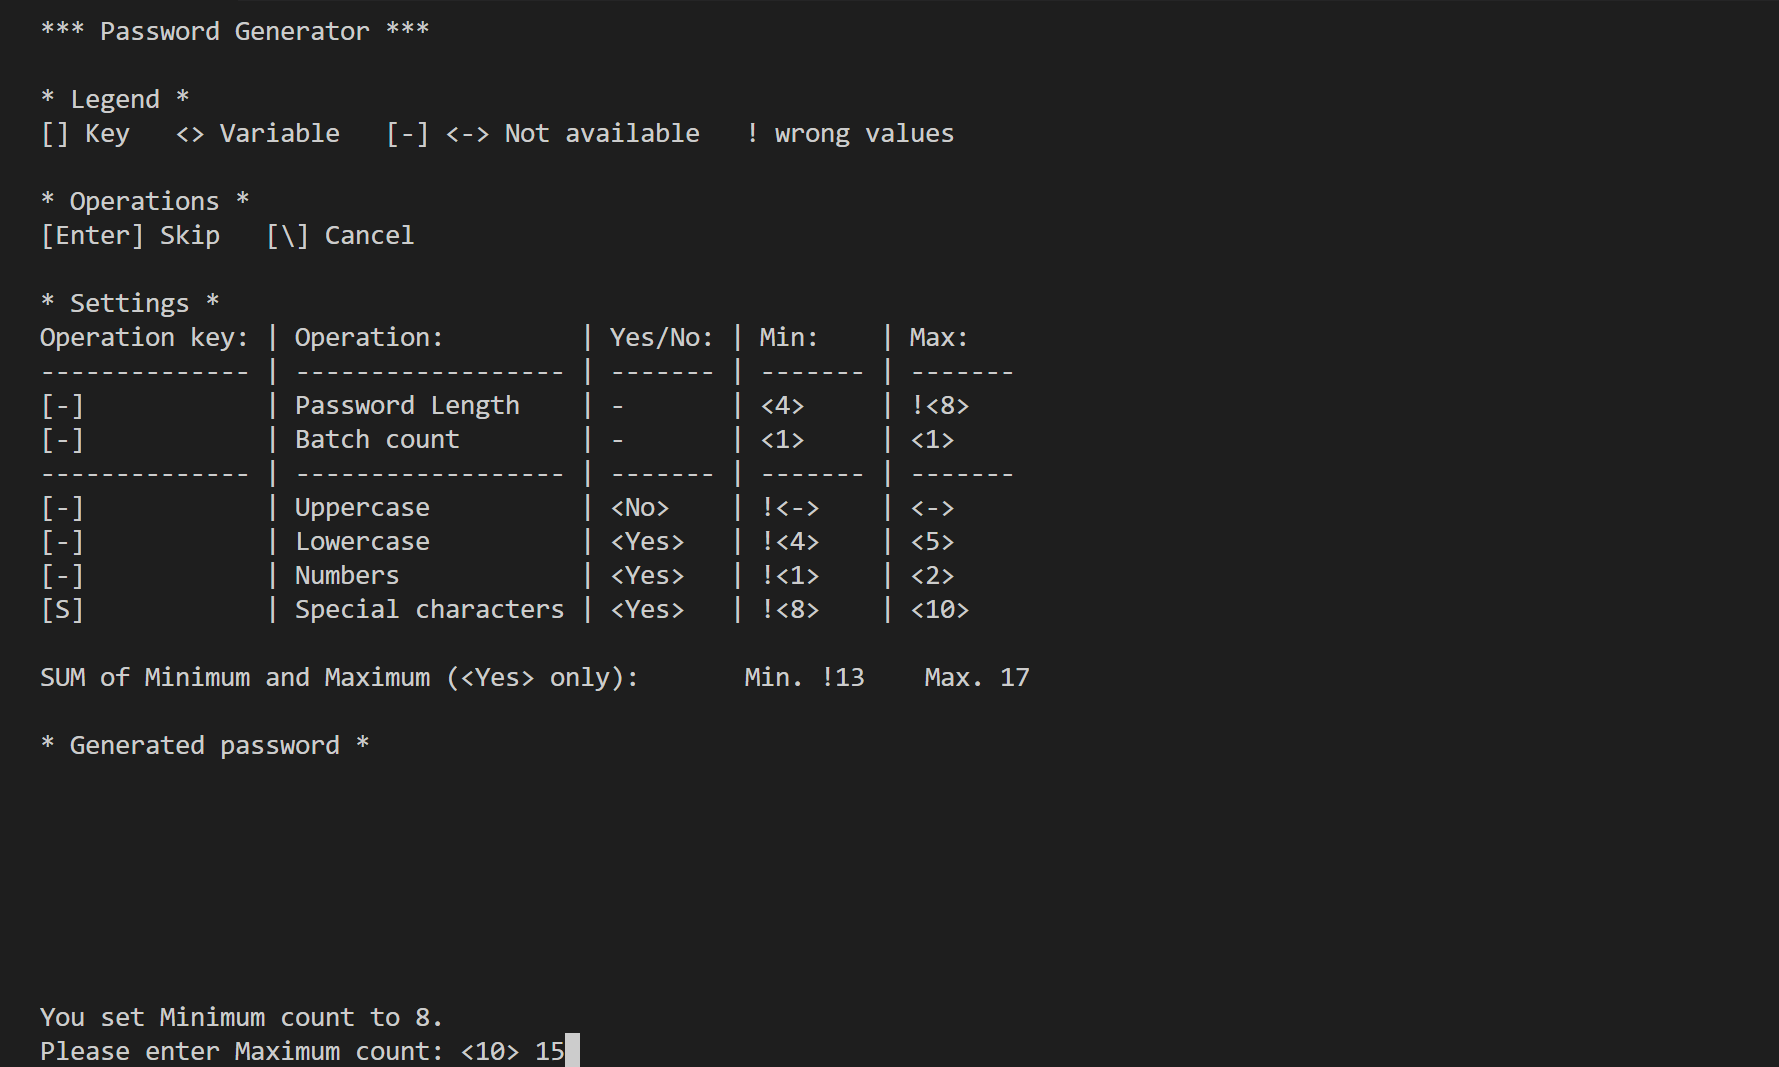 *** Password Generator ***
* Legend *
[] Key   <> Variable   [-] <-> Not available   ! wrong values
* Operations *
[Enter] Skip   [\] Cancel
* Settings *
Operation key: | Operation:         | Yes/No: | Min:    | Max:
-------------- | ------------------ | ------- | ------- | -------
[-]            | Password Length    | -       | <4>     | !<8>
[-]            | Batch count        | -       | <1>     | <1>
-------------- | ------------------ | ------- | ------- | -------
[-]            | Uppercase          | <No>    | !<->    | <->
[-]            | Lowercase          | <Yes>   | !<4>    | <5>
[-]            | Numbers            | <Yes>   | !<1>    | <2>
[S]            | Special characters | <Yes>   | !<8>    | <10>
SUM of Minimum and Maximum (<Yes> only):       Min. !13    Max. 17
* Generated password *
You set Minimum count to 8.
Please enter Maximum count: <10> 15